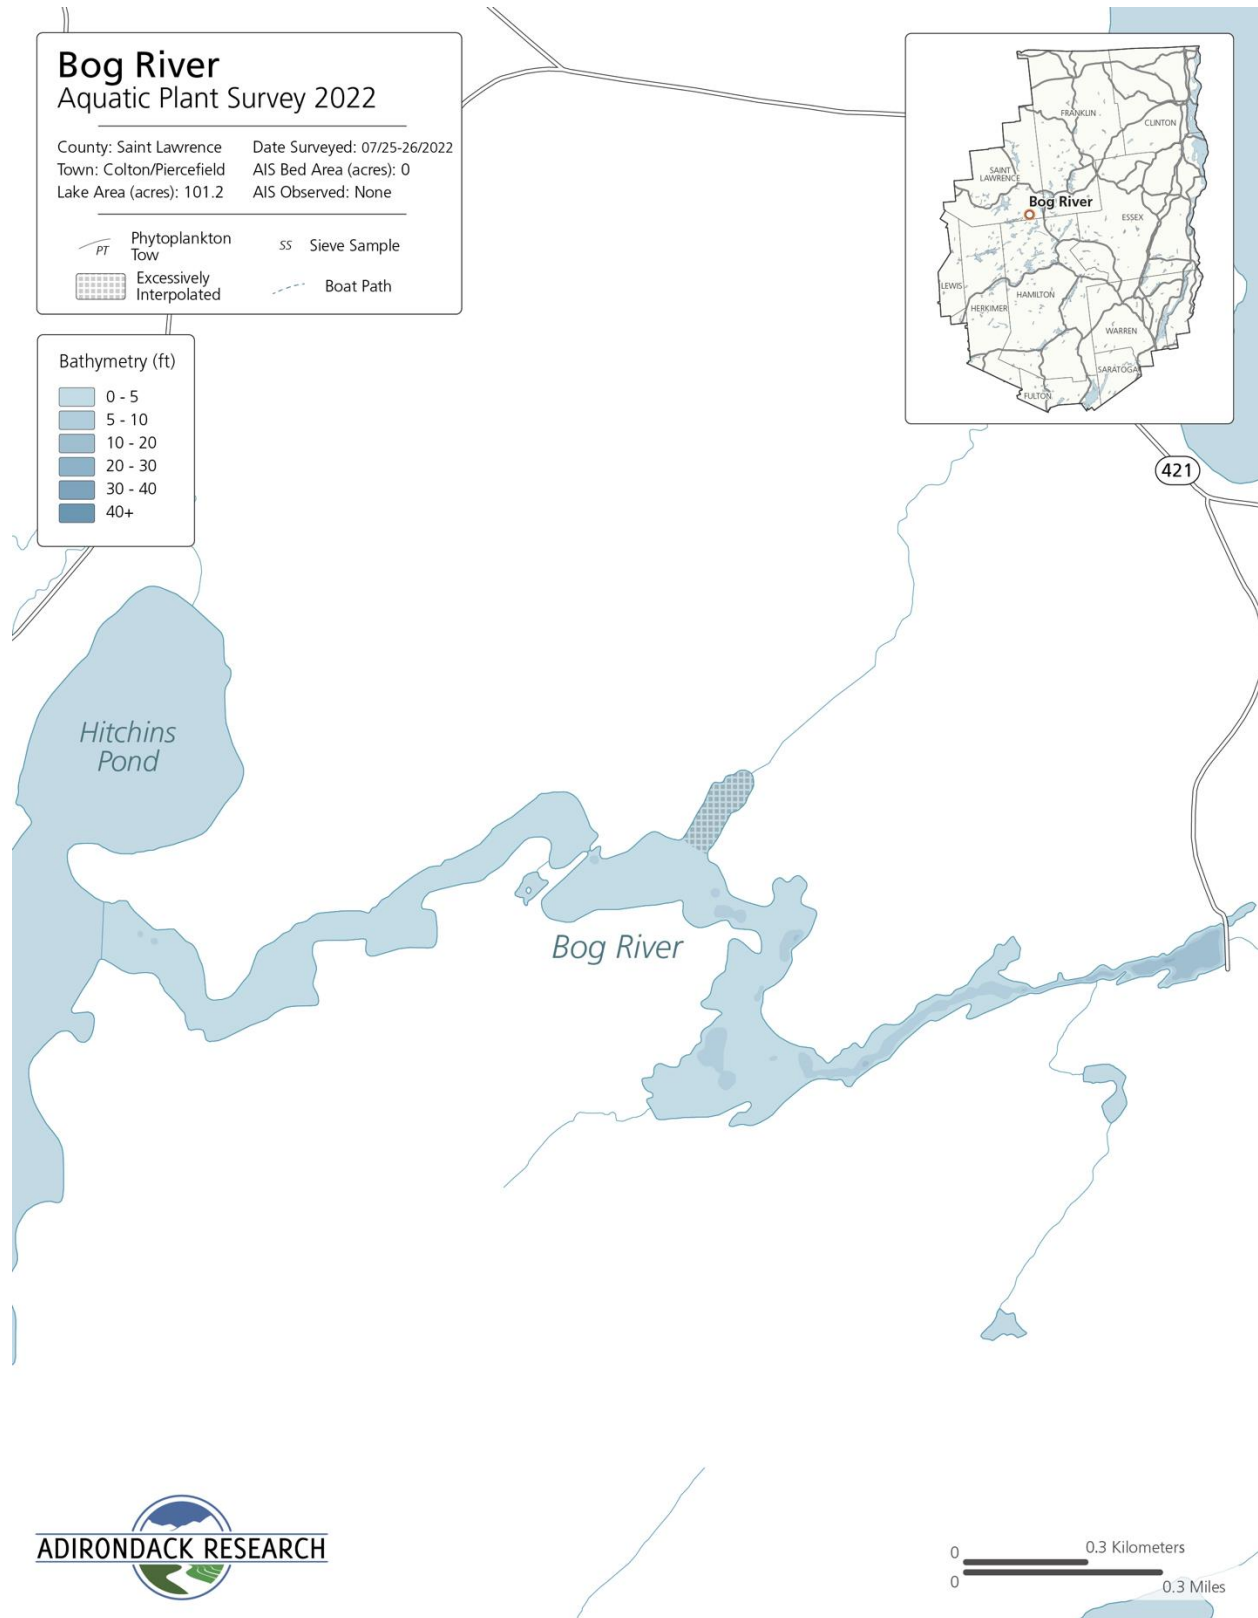 Bog River
Aquatic Plant Survey 2022
County: Saint Lawrence
Date Surveyed: 07/25-26/2022
Town: Colton/Piercefield
AIS Bed Area (acres): 0
Lake Area (acres): 101.2
AIS Observed: None
PT
Phytoplankton
Tow
SS
Sieve Sample
Excessively
Interpolated
Boat Path
Bathymetry (ft)
0 - 5
5 - 10
10 - 20
20 - 30
30 - 40
40+
FRANKLIN
CLINTON
SAINT
LAWRENCE
Bog River
ESSEX
LEWIS
HAMILTON
HERKIMER
WARREN
SARATOGA
FULTON
421
Hitchins
Pond
Bog River
ADIRONDACK RESEARCH
0
0.3 Kilometers
0
0.3 Miles